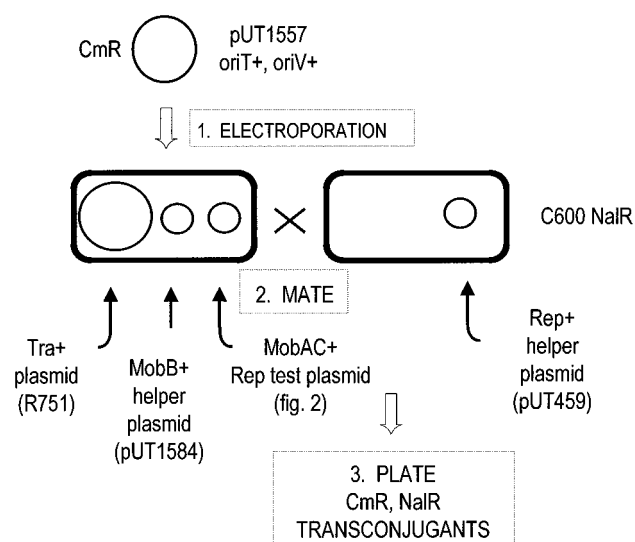 CmR
pUT1557
oriT+, oriV+
1. ELECTROPORATION
C600 NalR
2. MATE
Tra+
plasmid
(R751)
MobB+
helper
plasmid
(pUT1584)
MobAC+
Rep test plasmid
(fig. 2)
Rep+
helper
plasmid
(pUT459)
3. PLATE
CmR, NalR
TRANSCONJUGANTS